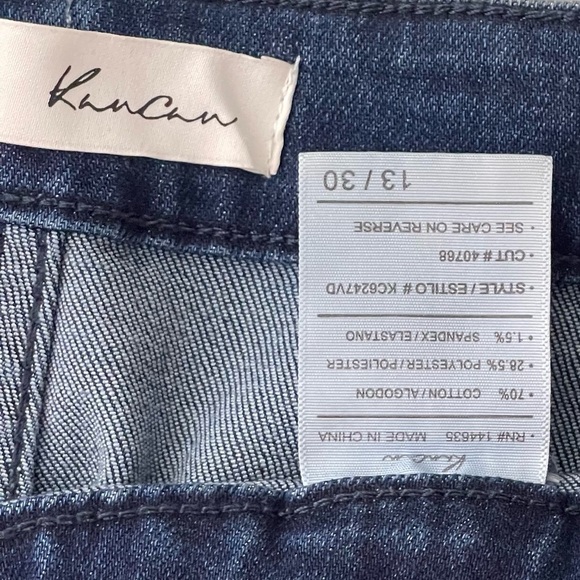 KanCan
KanCan
• RN# 144635 MADE IN CHINA
70% COTTON/ALGODON
• 28.5% POLYESTER/POLIESTER
• 1.5% SPANDEX/ELASTANO
• STYLE/ESTILO # KC6247VD
• CUT # 40768
• SEE CARE ON REVERSE
13 / 30